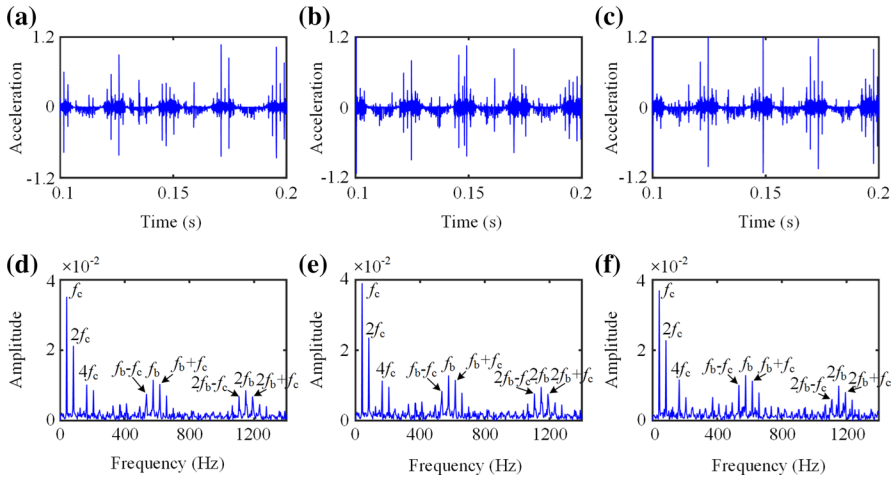 (a)
Acceleration
1.2
0
-1.2
0.1
0.15
0.2
Time (s)
(b)
Acceleration
1.2
0
-1.2
0.1
0.15
0.2
Time (s)
(c)
Acceleration
1.2
0
-1.2
0.1
0.15
0.2
Time (s)
(d)
×10⁻²
Amplitude
4
2
0
fc
2fc
4fc
fb-fc
fb
fb+fc
2fb-fc
2fb
2fb+fc
0
400
800
1200
Frequency (Hz)
(e)
×10⁻²
Amplitude
4
2
0
fc
2fc
4fc
fb-fc
fb
fb+fc
2fb-fc
2fb
2fb+fc
0
400
800
1200
Frequency (Hz)
(f)
×10⁻²
Amplitude
4
2
0
fc
2fc
4fc
fb-fc
fb
fb+fc
2fb-fc
2fb
2fb+fc
0
400
800
1200
Frequency (Hz)